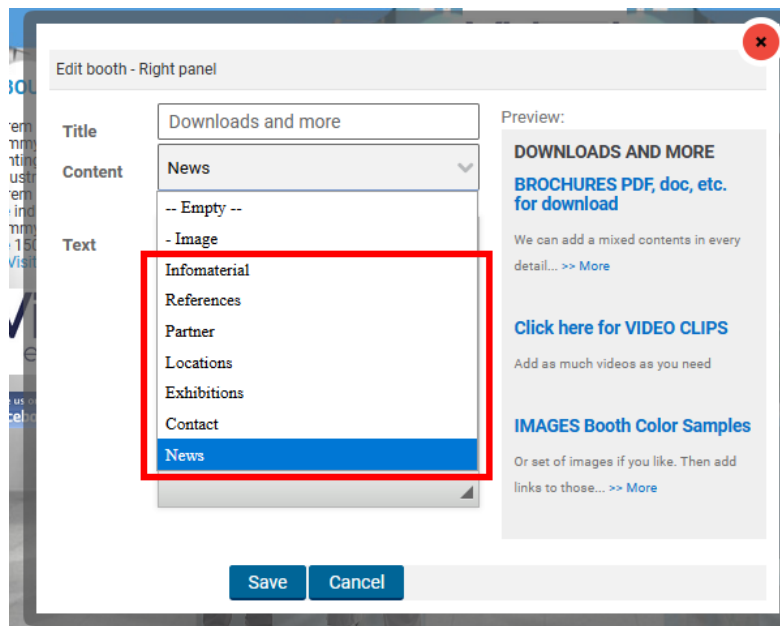 Edit booth - Right panel
Title
Downloads and more
Content
News
-- Empty --
- Image
Text
Infomaterial
References
Partner
Locations
Exhibitions
Contact
News
Preview:
DOWNLOADS AND MORE
BROCHURES PDF, doc, etc.
for download
We can add a mixed contents in every
detail... >> More
Click here for VIDEO CLIPS
Add as much videos as you need
IMAGES Booth Color Samples
Or set of images if you like. Then add
links to those... >> More
Save
Cancel